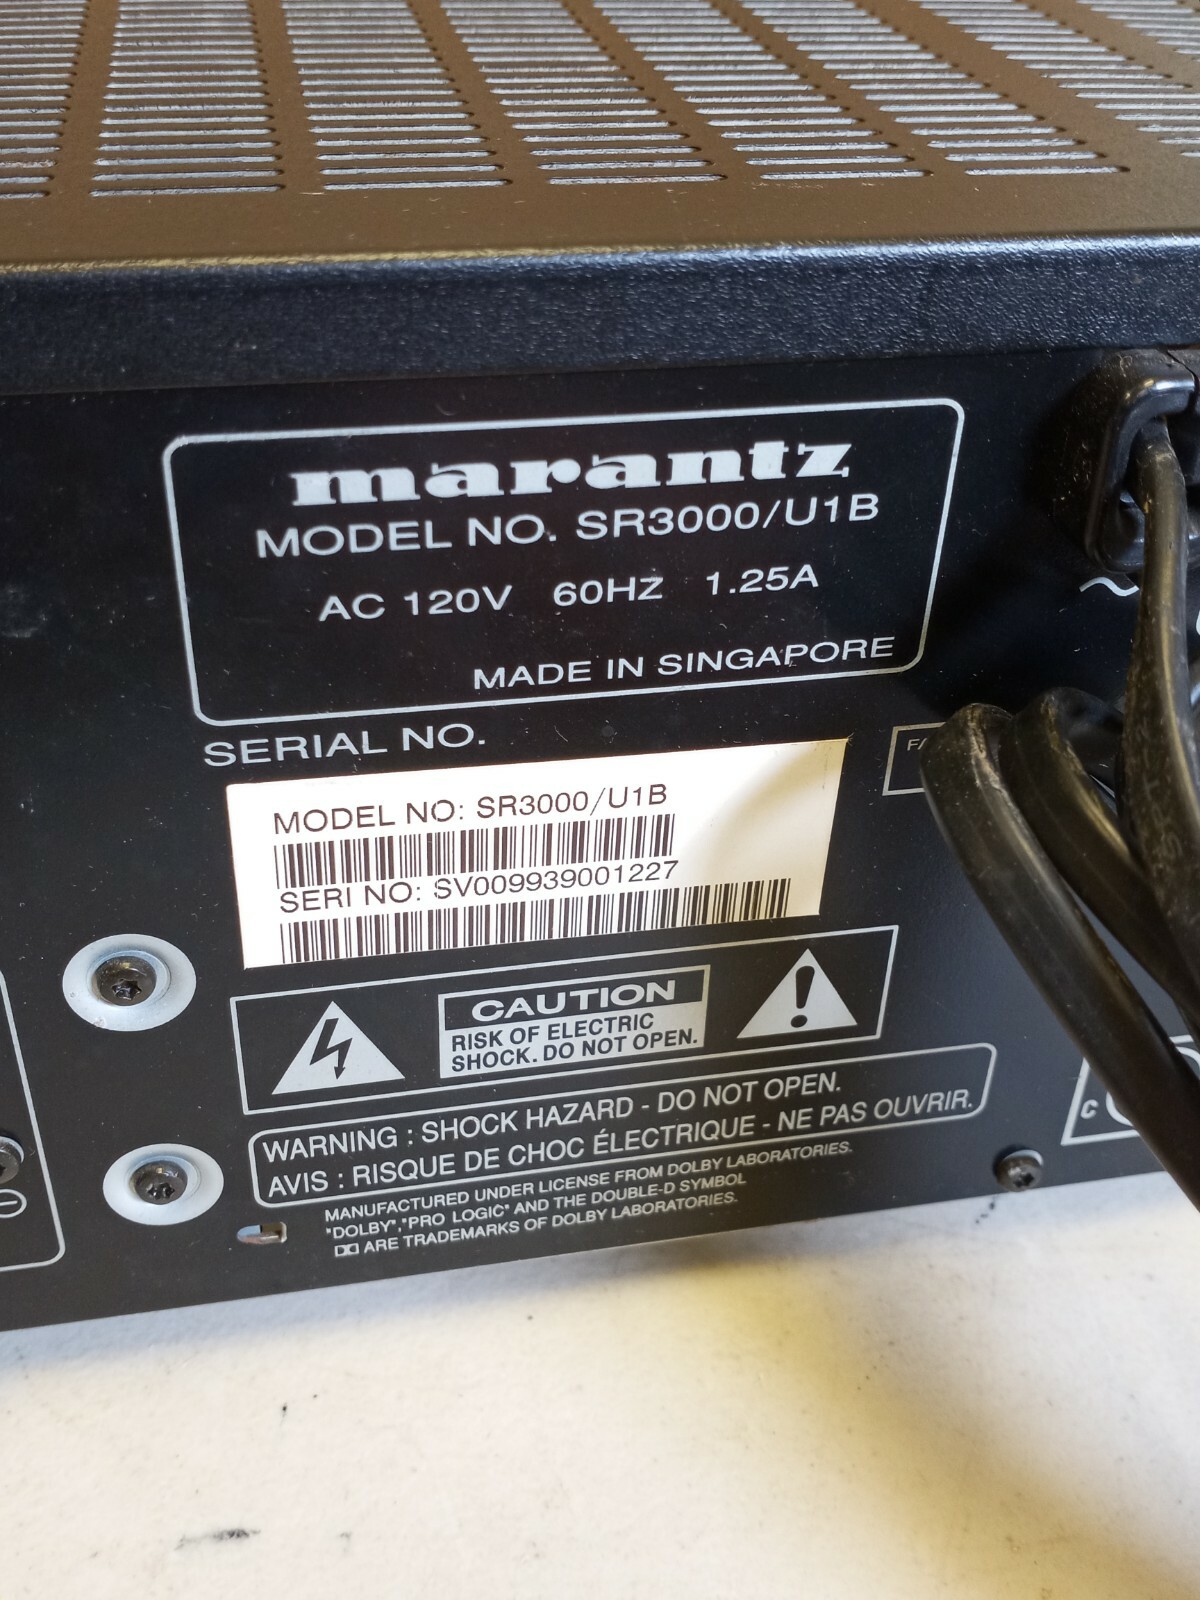 marantz
MODEL NO. SR3000/U1B
AC 120V 60HZ 1.25A
MADE IN SINGAPORE
SERIAL NO.
MODEL NO: SR3000/U1B
SERI NO: SV009939001227
CAUTION
RISK OF ELECTRIC
SHOCK. DO NOT OPEN.
WARNING : SHOCK HAZARD - DO NOT OPEN.
AVIS : RISQUE DE CHOC ÉLECTRIQUE - NE PAS OUVRIR.
MANUFACTURED UNDER LICENSE FROM DOLBY LABORATORIES.
"DOLBY","PRO LOGIC" AND THE DOUBLE-D SYMBOL
ARE TRADEMARKS OF DOLBY LABORATORIES.